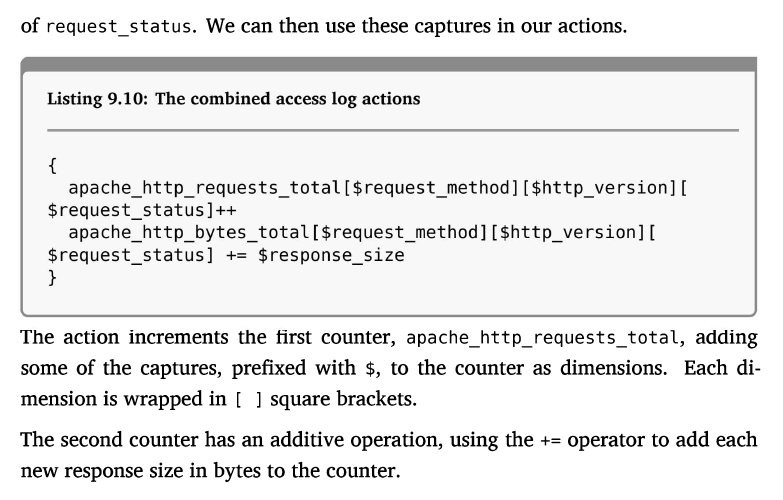 of request_status. We can then use these captures in our actions.
Listing 9.10: The combined access log actions
{
  apache_http_requests_total[$request_method][$http_version][
$request_status]++
  apache_http_bytes_total[$request_method][$http_version][
$request_status] += $response_size
}
The action increments the first counter, apache_http_requests_total, adding
some of the captures, prefixed with $, to the counter as dimensions. Each di-
mension is wrapped in [ ] square brackets.
The second counter has an additive operation, using the += operator to add each
new response size in bytes to the counter.